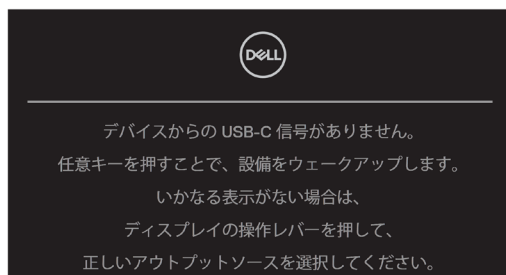 DELL
デバイスからの USB-C 信号がありません。
任意キーを押すことで、設備をウェークアップします。
いかなる表示がない場合は、
ディスプレイの操作レバーを押して、
正しいアウトプットソースを選択してください。